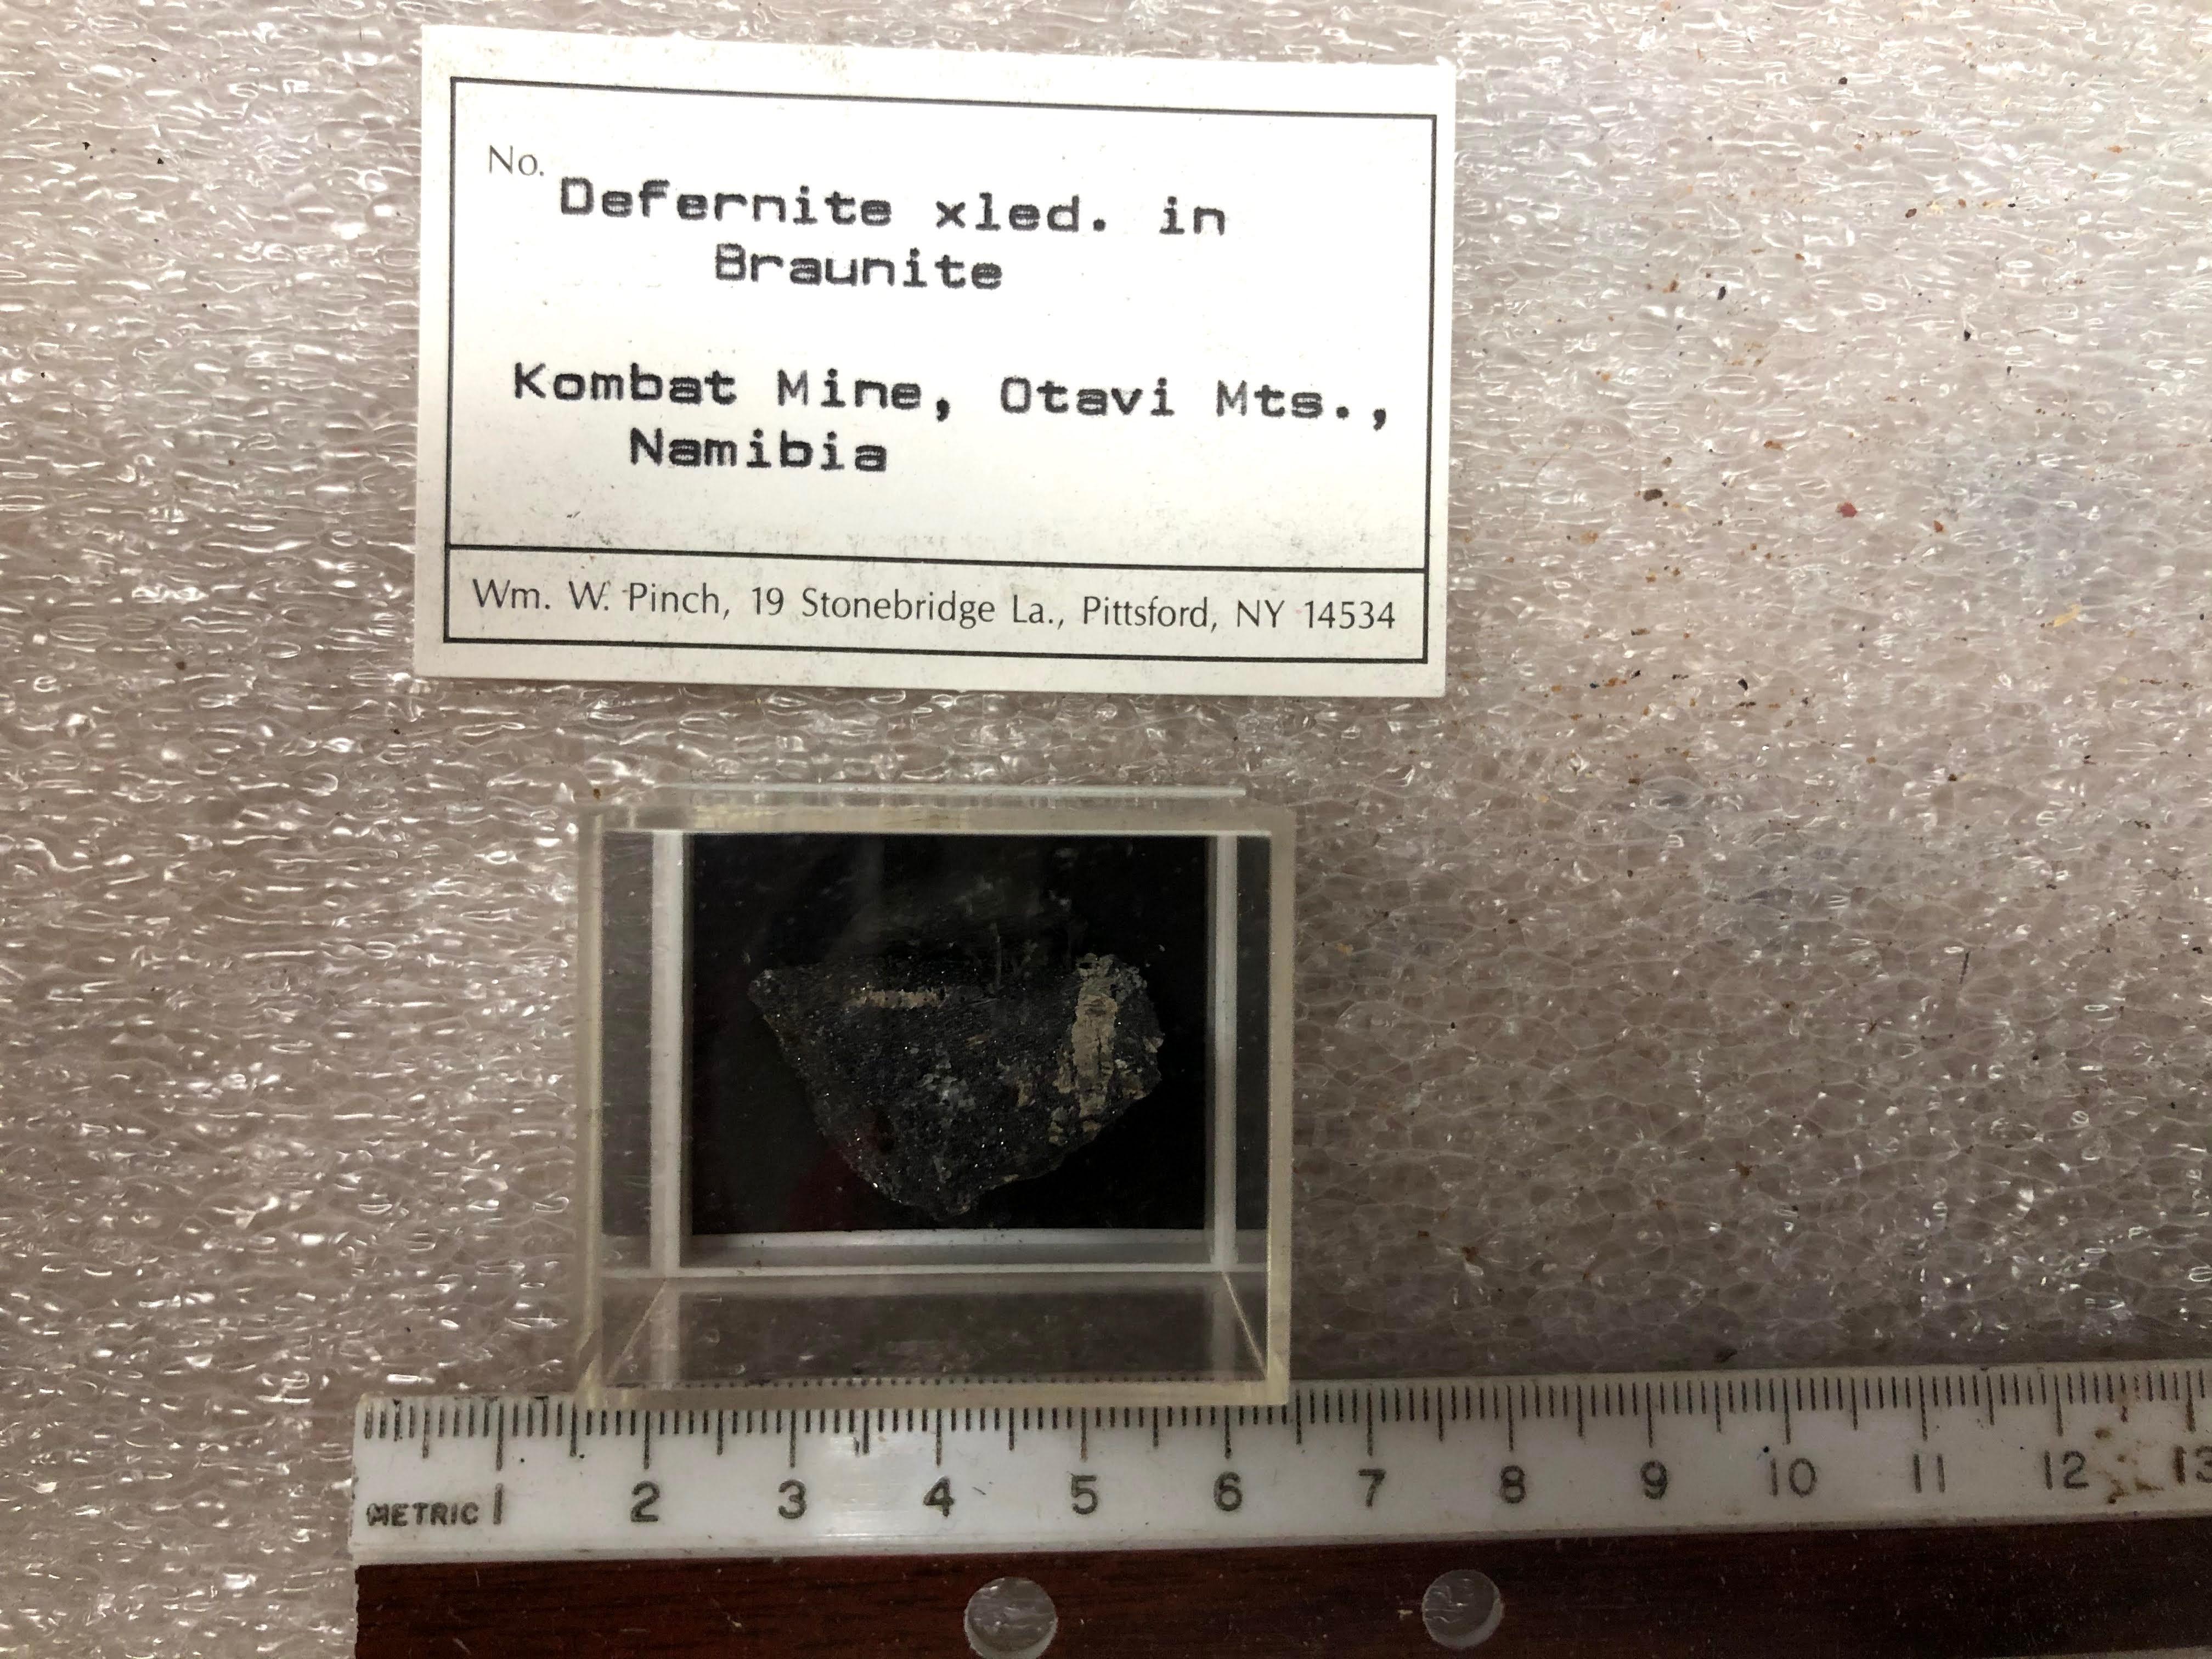 No.
Defernite xled. in
Braunite
Kombat Mine, Otavi Mts.,
Namibia
Wm. W. Pinch, 19 Stonebridge La., Pittsford, NY 14534
METRIC 1 2 3 4 5 6 7 8 9 10 11 12 13